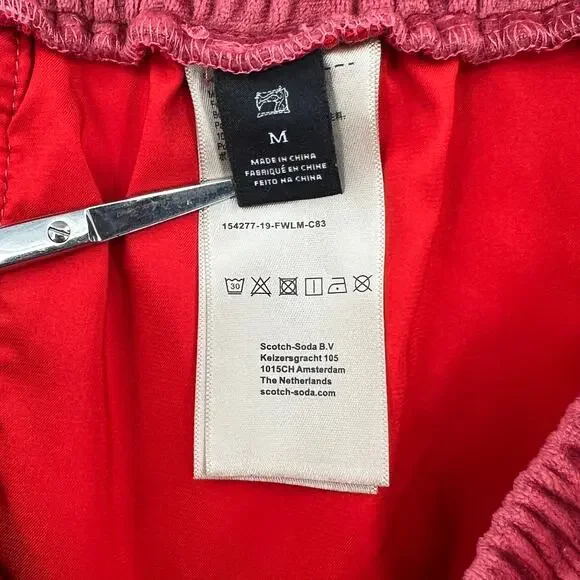 M
MADE IN CHINA
FABRIQUÉ EN CHINE
FEITO NA CHINA
154277-19-FWLM-C83
30
Scotch-Soda B.V
Keizersgracht 105
1015CH Amsterdam
The Netherlands
scotch-soda.com